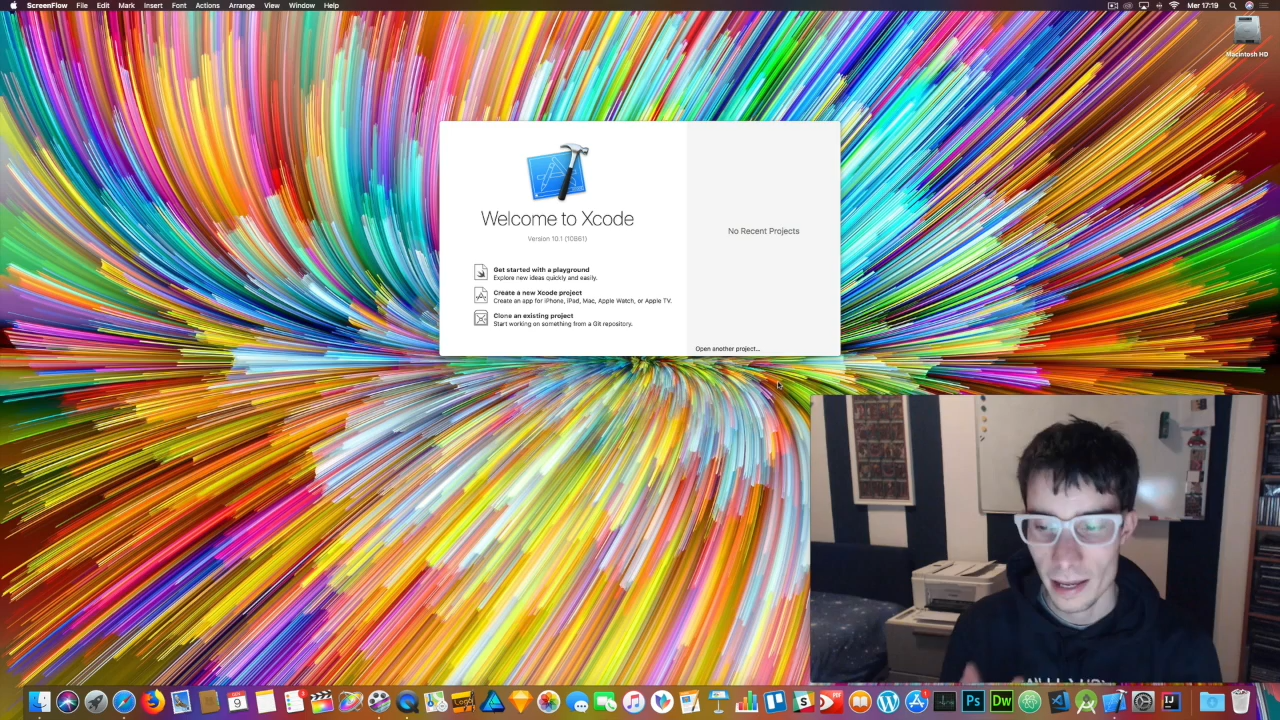 ScreenFlow File Edit Mark Insert Font Actions Arrange View Window Help
Mer 17:19
Macintosh HD
Welcome to Xcode
Version 10.1 (10B61)
Get started with a playground
Explore new ideas quickly and easily.
Create a new Xcode project
Create an app for iPhone, iPad, Mac, Apple Watch, or Apple TV.
Clone an existing project
Start working on something from a Git repository.
No Recent Projects
Open another project...
9
Ps
Dw